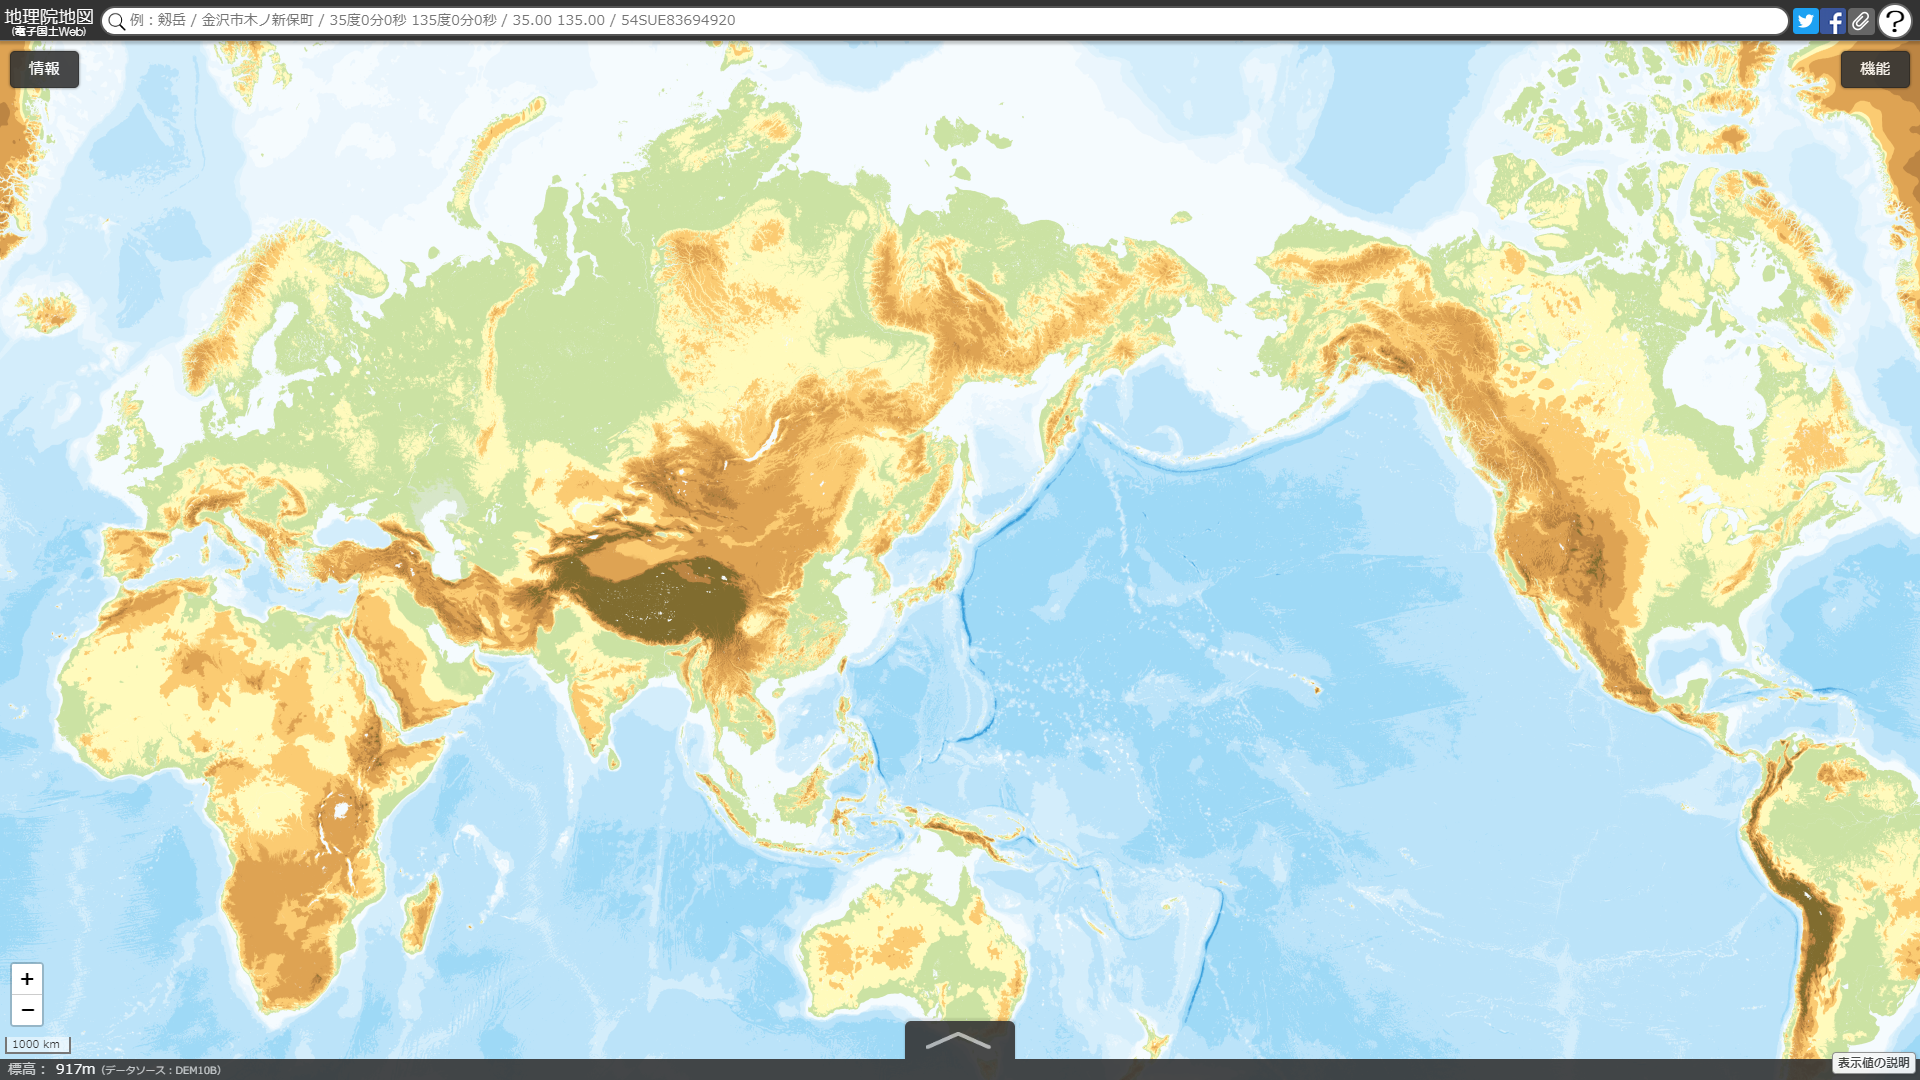 地理院地図
(電子国土Web)
例：剱岳 / 金沢市木ノ新保町 / 35度0分0秒 135度0分0秒 / 35.00 135.00 / 54SUE83694920
?
情報
機能
+
−
1000 km
標高： 917m (データソース：DEM10B)
表示値の説明